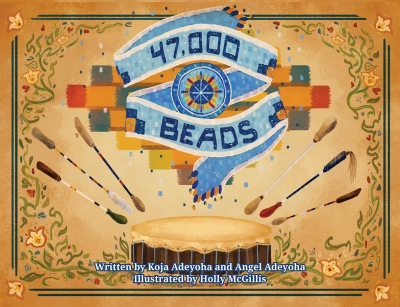 47,000
BEADS
Written by Koja Adeyoha and Angel Adeyoha
Illustrated by Holly McGillis